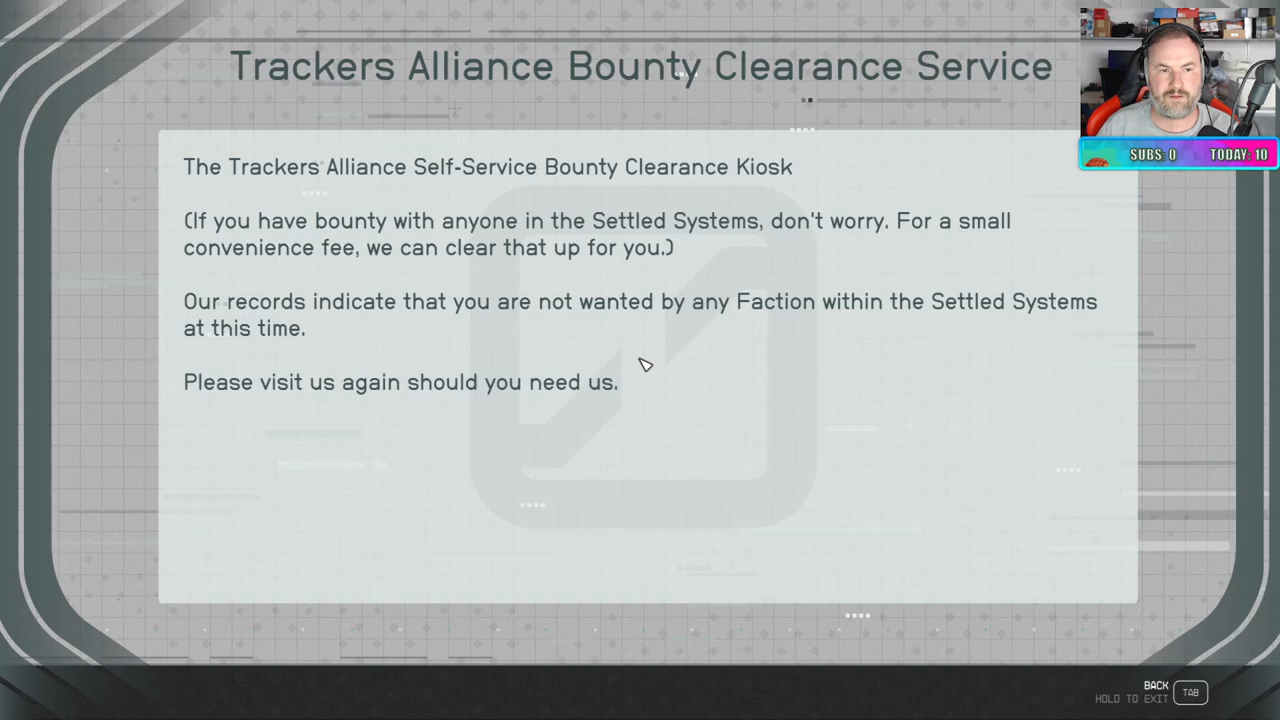 Trackers Alliance Bounty Clearance Service
SUBS: 0 TODAY: 10
The Trackers Alliance Self-Service Bounty Clearance Kiosk
(If you have bounty with anyone in the Settled Systems, don't worry. For a small
convenience fee, we can clear that up for you.)
Our records indicate that you are not wanted by any Faction within the Settled Systems
at this time.
Please visit us again should you need us.
BACK
HOLD TO EXIT TAB